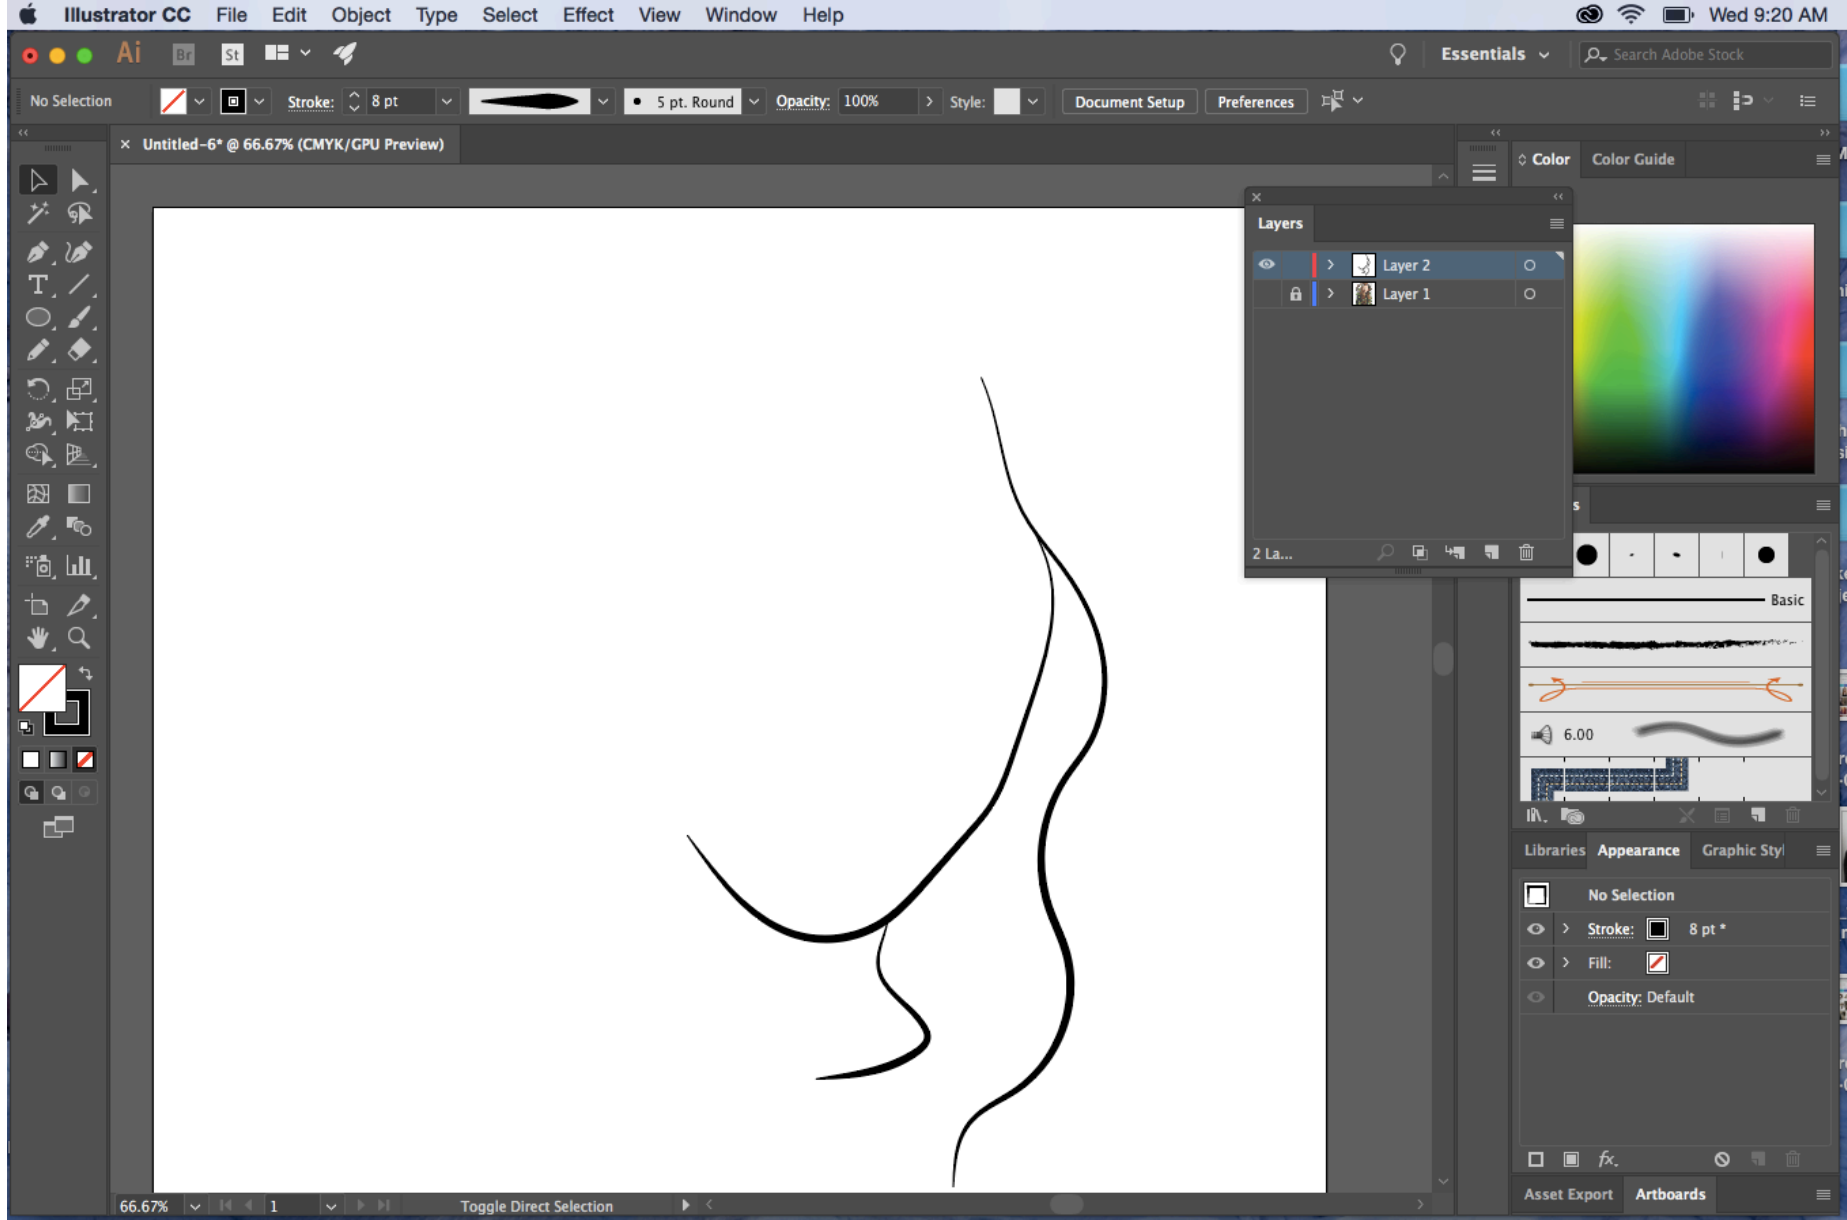 Illustrator CC File Edit Object Type Select Effect View Window Help Wed 9:20 AM
Ai Br St Essentials Search Adobe Stock
No Selection Stroke: 8 pt 5 pt. Round Opacity: 100% Style: Document Setup Preferences
× Untitled-6* @ 66.67% (CMYK/GPU Preview)
Color Color Guide
Layers
Layer 2
Layer 1
2 La...
s
Basic
6.00
Libraries Appearance Graphic Styl
No Selection
Stroke: 8 pt *
Fill:
Opacity: Default
fx.
Asset Export Artboards
66.67% 1 Toggle Direct Selection